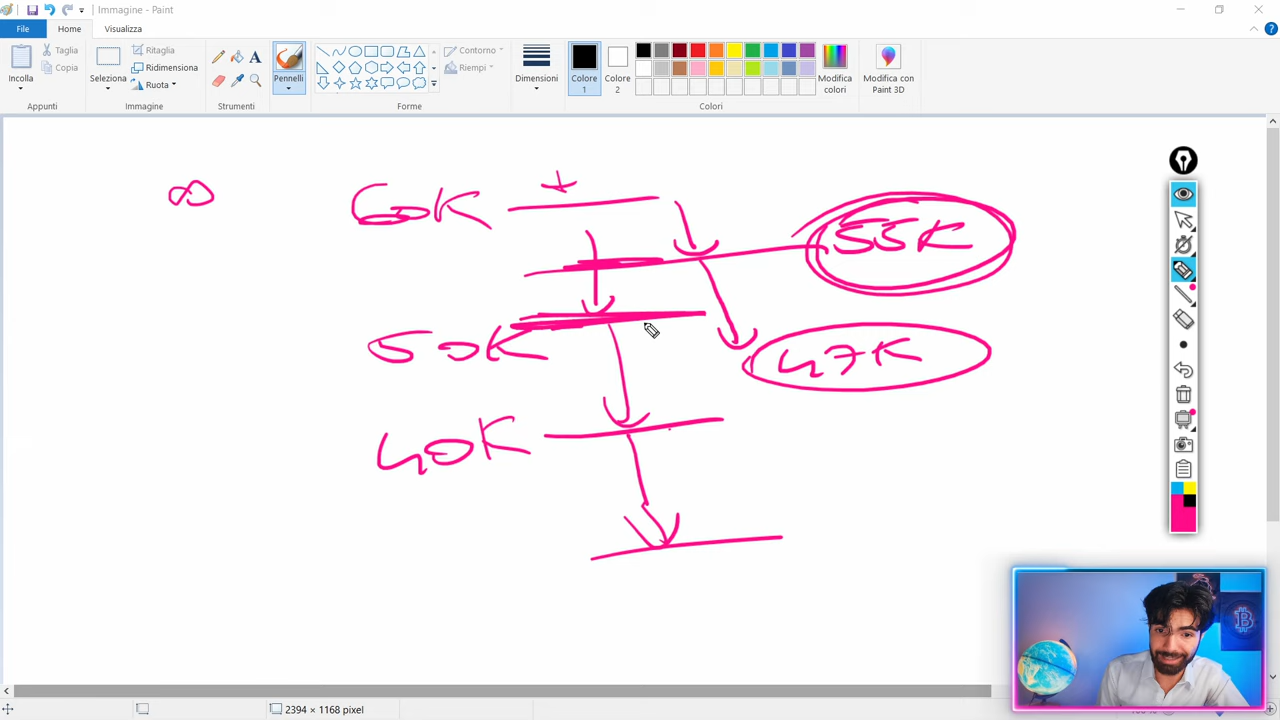 Immagine - Paint
File Home Visualizza
Incolla
Taglia
Copia
Appunti
Seleziona
Ritaglia
Ridimensiona
Ruota
Immagine
A
Strumenti
Pennelli
Contorno
Riempi
Forme
Dimensioni
Colore 1
Colore 2
Modifica colori
Colori
Modifica con Paint 3D
∞
60K
+
55K
50K
47K
40K
2394 × 1168 pixel